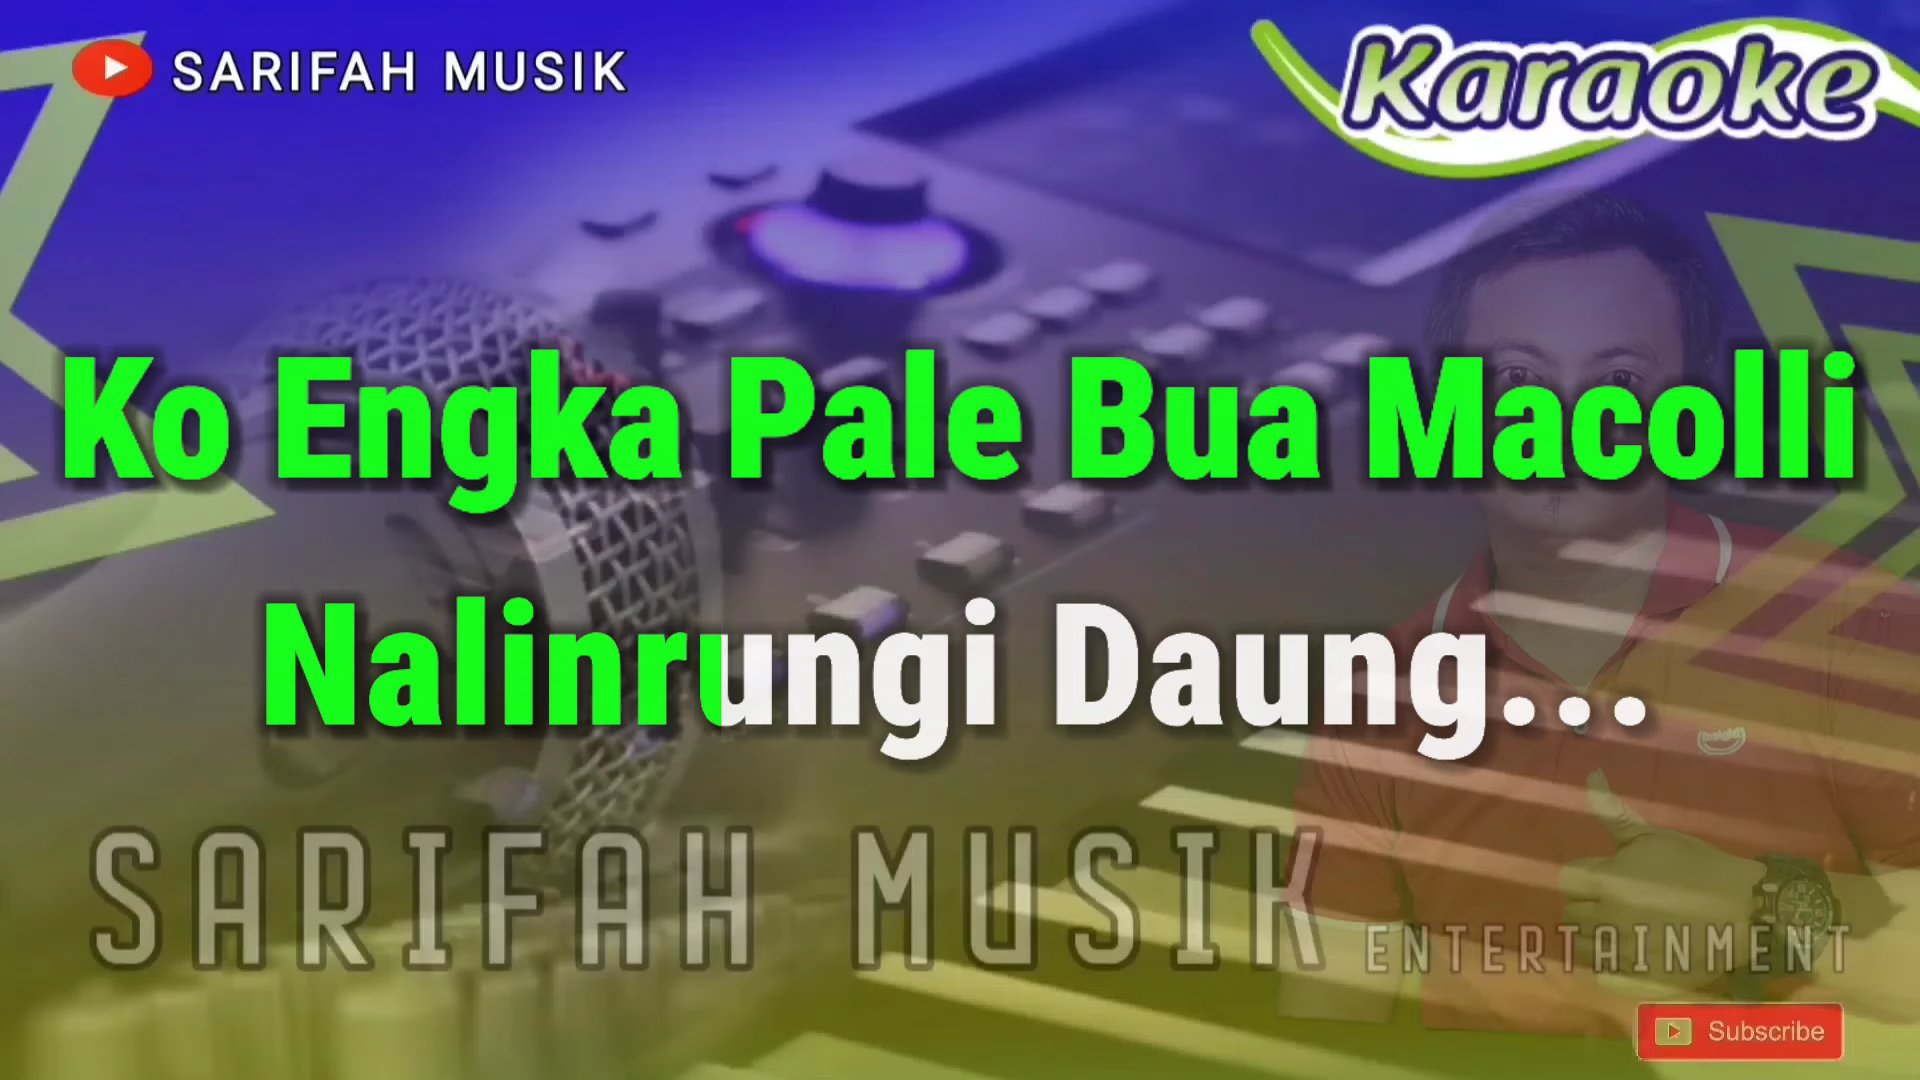 SARIFAH MUSIK
Karaoke
Ko Engka Pale Bua Macolli
Nalinrungi Daung...
SARIFAH MUSIK ENTERTAINMENT
Subscribe